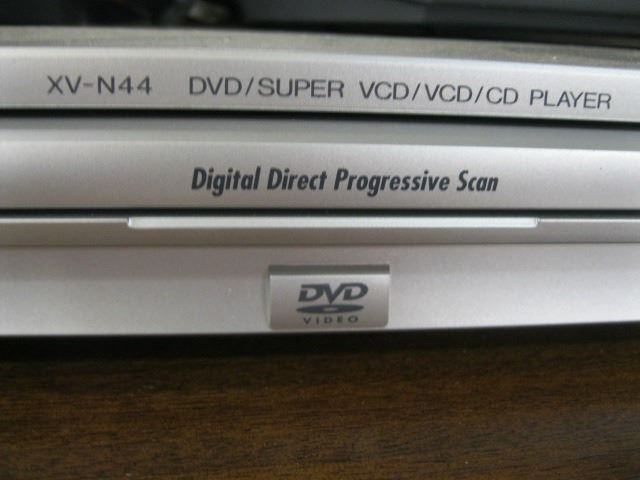 XV-N44 DVD/SUPER VCD/VCD/CD PLAYER
Digital Direct Progressive Scan
DVD
VIDEO